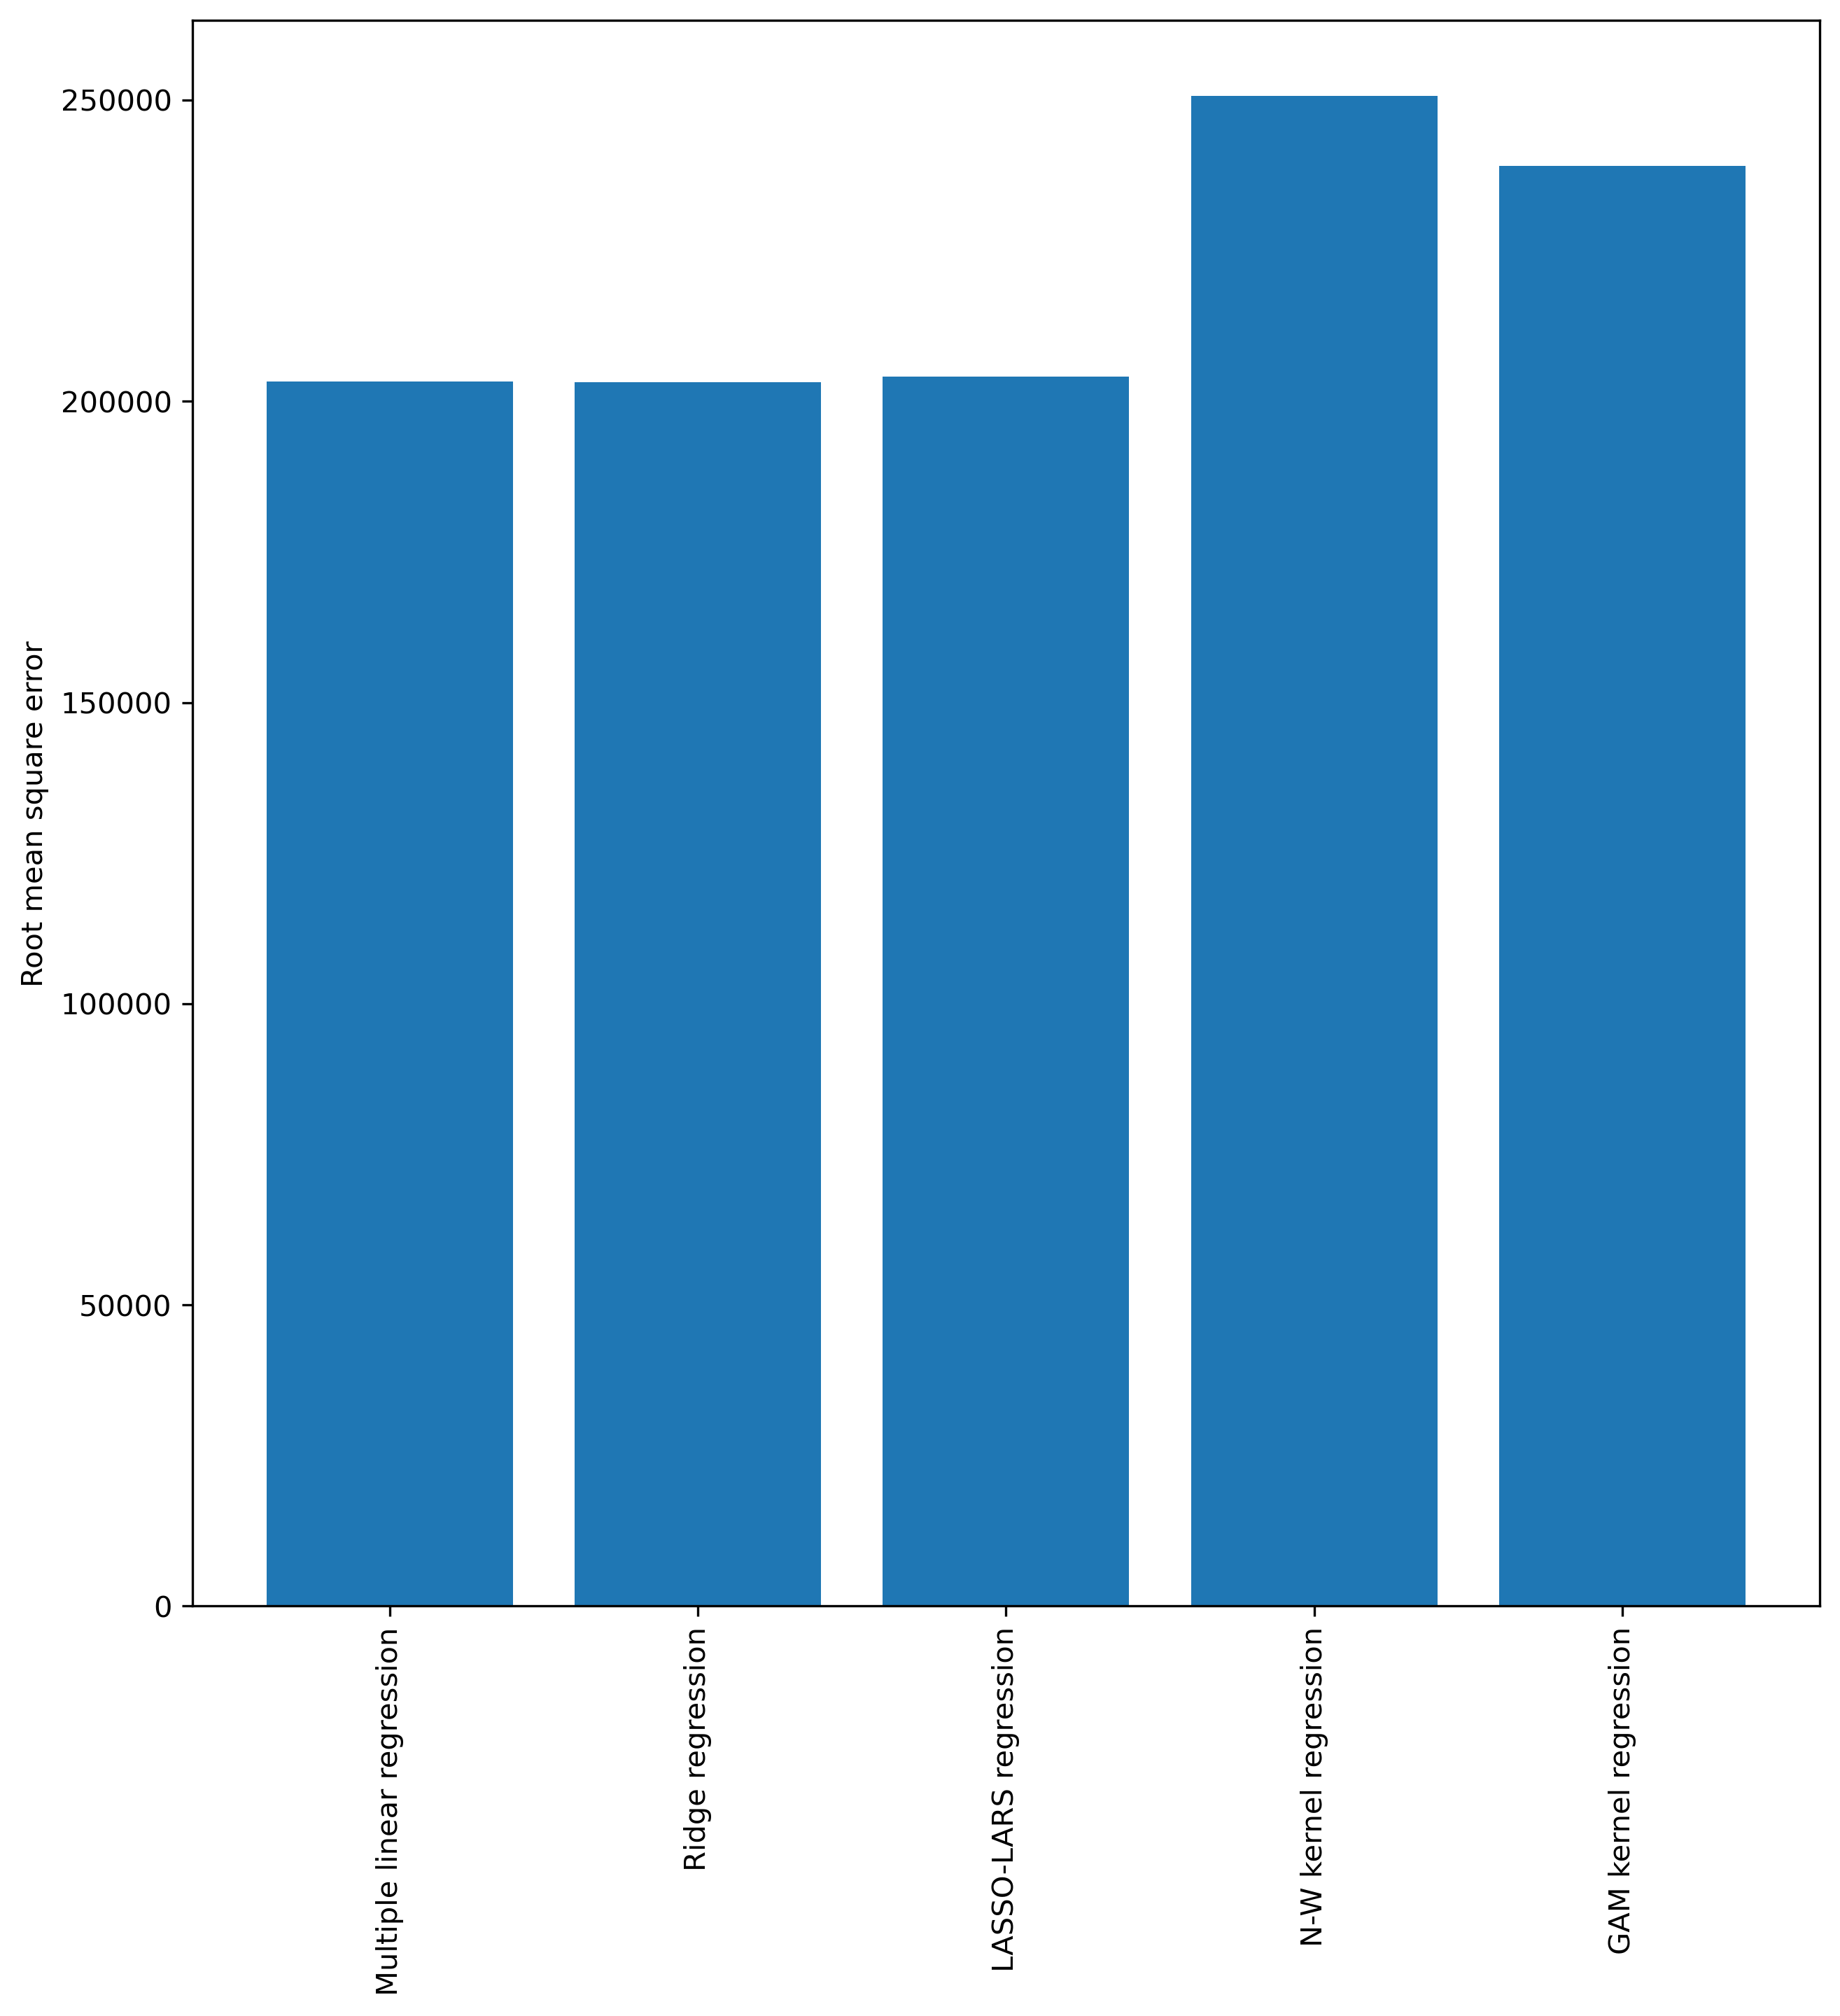 Root mean square error
250000
200000
150000
100000
50000
0
Multiple linear regression
Ridge regression
LASSO-LARS regression
N-W kernel regression
GAM kernel regression